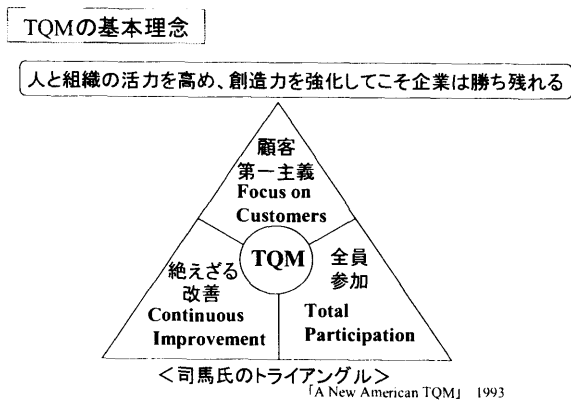 TQMの基本理念
人と組織の活力を高め、創造力を強化してこそ企業は勝ち残れる
顧客
第一主義
Focus on
Customers
TQM
絶えざる
改善
Continuous
Improvement
全員
参加
Total
Participation
＜司馬氏のトライアングル＞
「A New American TQM」 1993